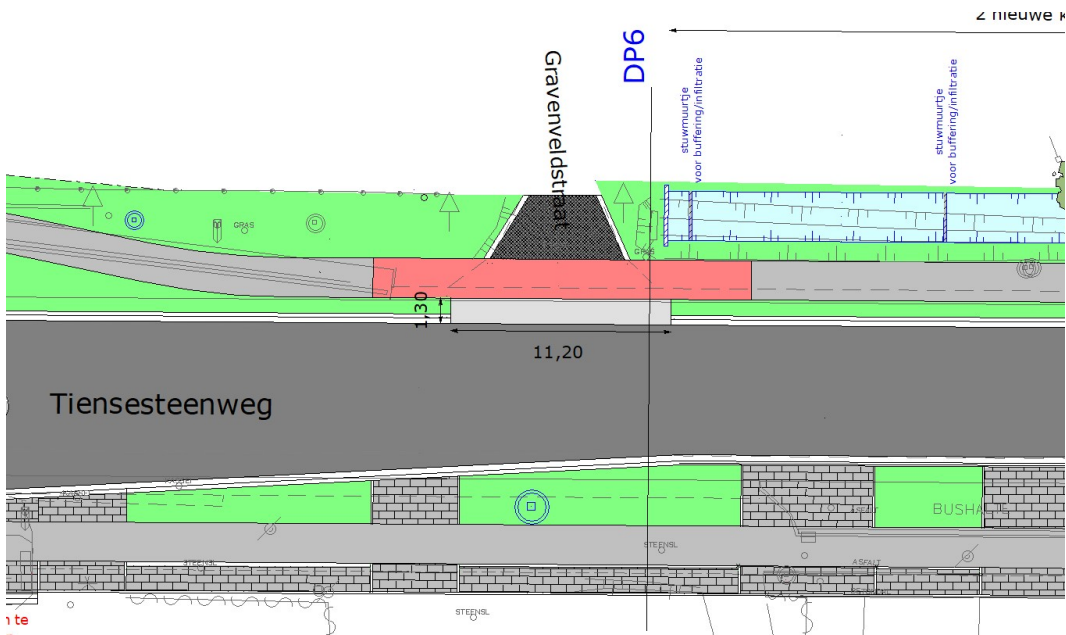 2 nieuwe k
DP6
Gravenveldstraat
stuwmuurtje
voor buffering/infiltratie
stuwmuurtje
voor buffering/infiltratie
GRAS
GRAS
1,30
11,20
Tiensesteenweg
BUSHALTE
ASFALT
STEENSL
STEENSL
ASFALT
STEENSL
n te